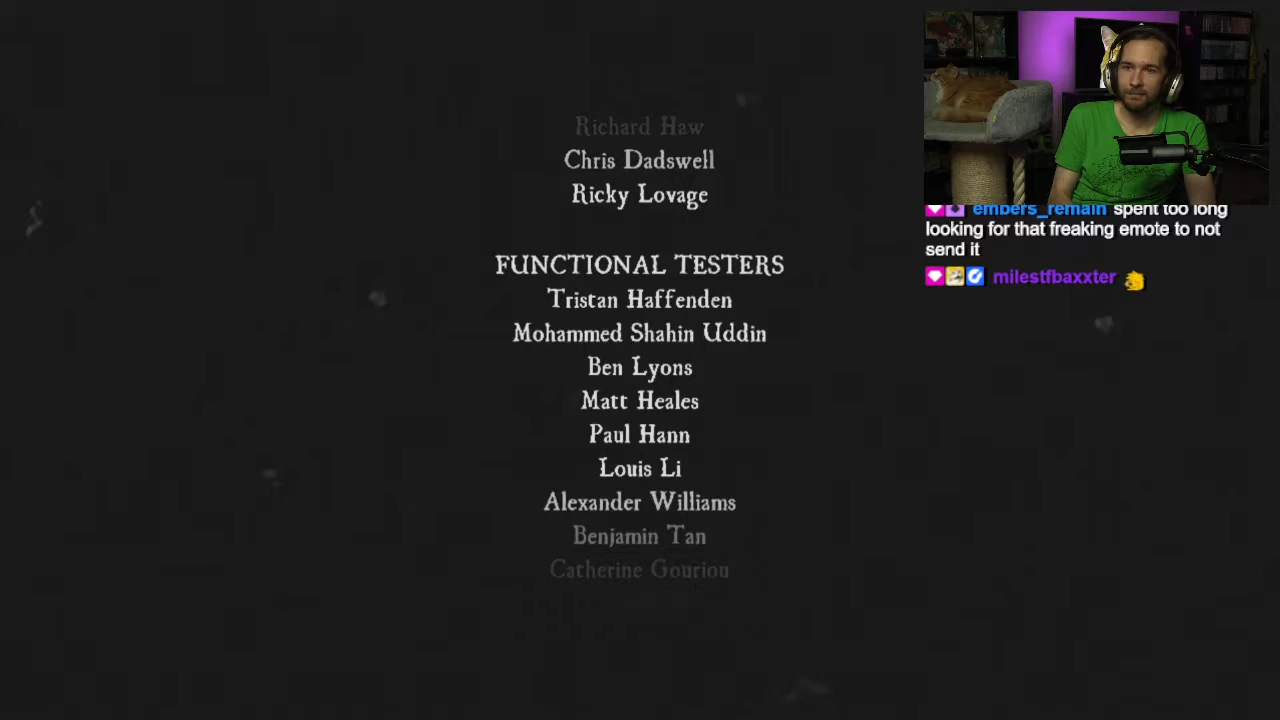 Richard Haw
Chris Dadswell
Ricky Lovage
FUNCTIONAL TESTERS
Tristan Haffenden
Mohammed Shahin Uddin
Ben Lyons
Matt Heales
Paul Hann
Louis Li
Alexander Williams
Benjamin Tan
Catherine Gouriou
embers_remain spent too long
looking for that freaking emote to not
send it
milestfbaxxter